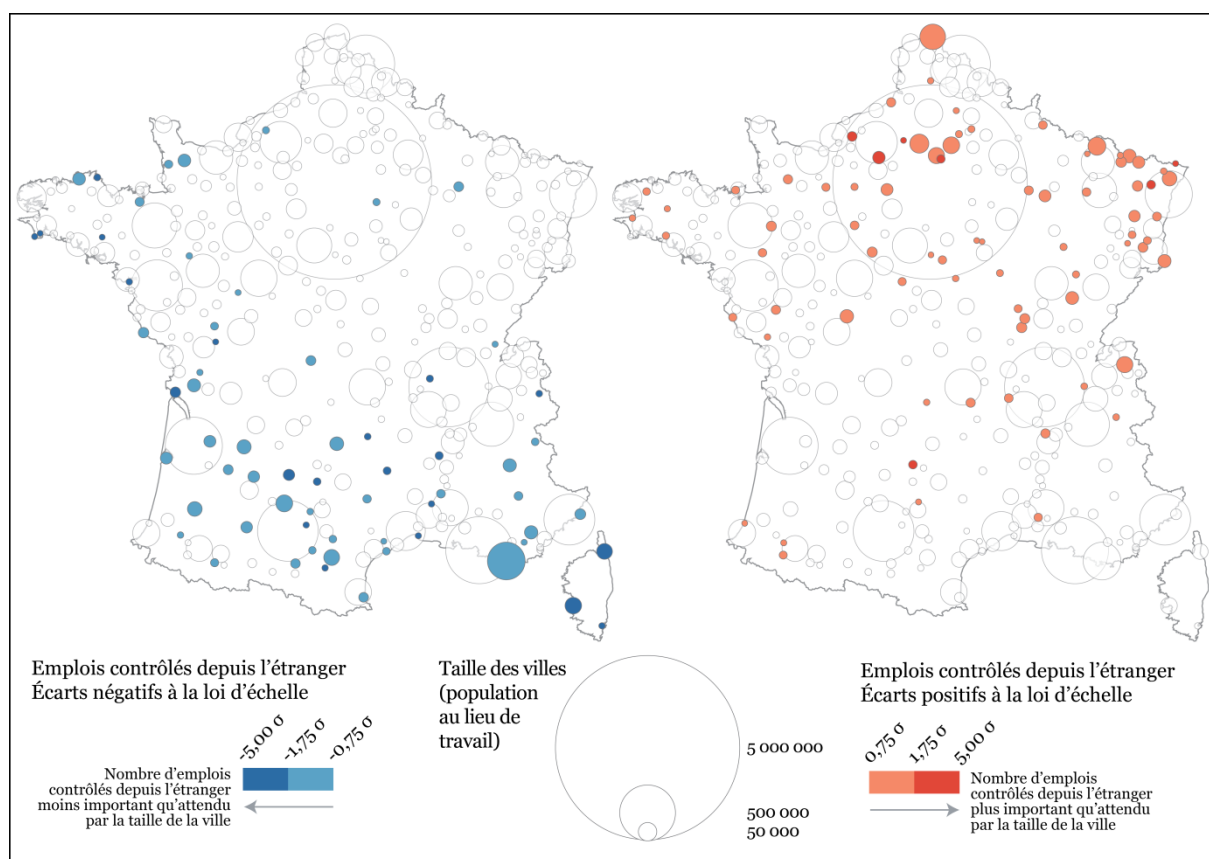 Emplois contrôlés depuis l'étranger
Écarts négatifs à la loi d'échelle
-5,00 σ
-1,75 σ
-0,75 σ
Nombre d'emplois
contrôlés depuis l'étranger
moins important qu'attendu
par la taille de la ville
Taille des villes
(population
au lieu de
travail)
5 000 000
500 000
50 000
Emplois contrôlés depuis l'étranger
Écarts positifs à la loi d'échelle
0,75 σ
1,75 σ
5,00 σ
Nombre d'emplois
contrôlés depuis l'étranger
plus important qu'attendu
par la taille de la ville